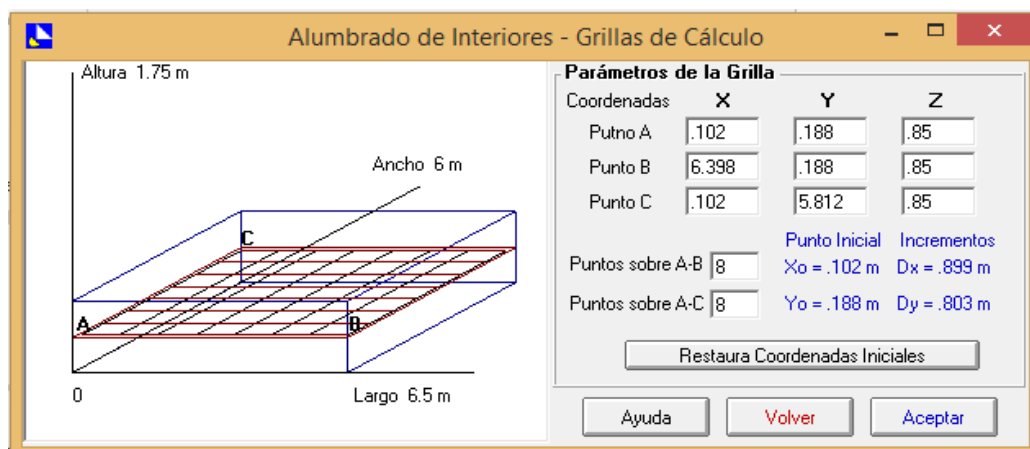 Alumbrado de Interiores - Grillas de Cálculo
Altura 1.75 m
Ancho 6 m
C
A
B
0
Largo 6.5 m
Parámetros de la Grilla
Coordenadas X Y Z
Putno A .102 .188 .85
Punto B 6.398 .188 .85
Punto C .102 5.812 .85
Punto Inicial Incrementos
Puntos sobre A-B 8 Xo = .102 m Dx = .899 m
Puntos sobre A-C 8 Yo = .188 m Dy = .803 m
Restaura Coordenadas Iniciales
Ayuda Volver Aceptar